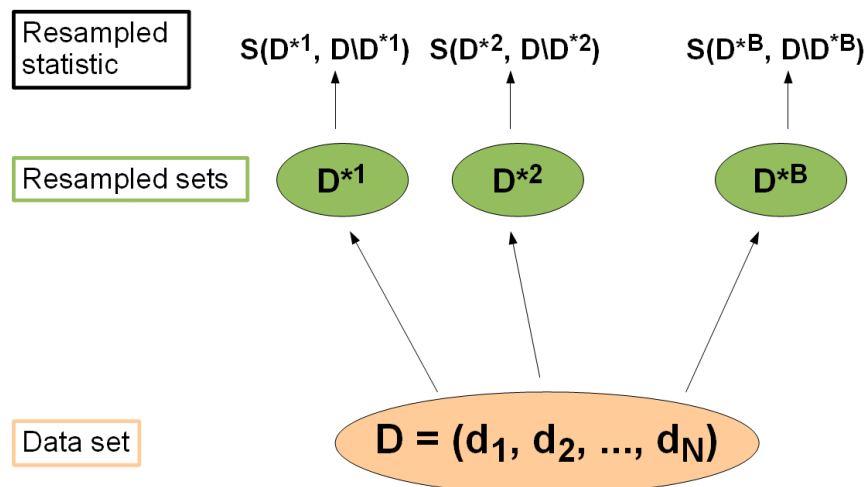 Resampled
statistic
S(D*1, D\D*1)
S(D*2, D\D*2)
S(D*B, D\D*B)
Resampled sets
D*1
D*2
D*B
Data set
D = (d1, d2, ..., dN)